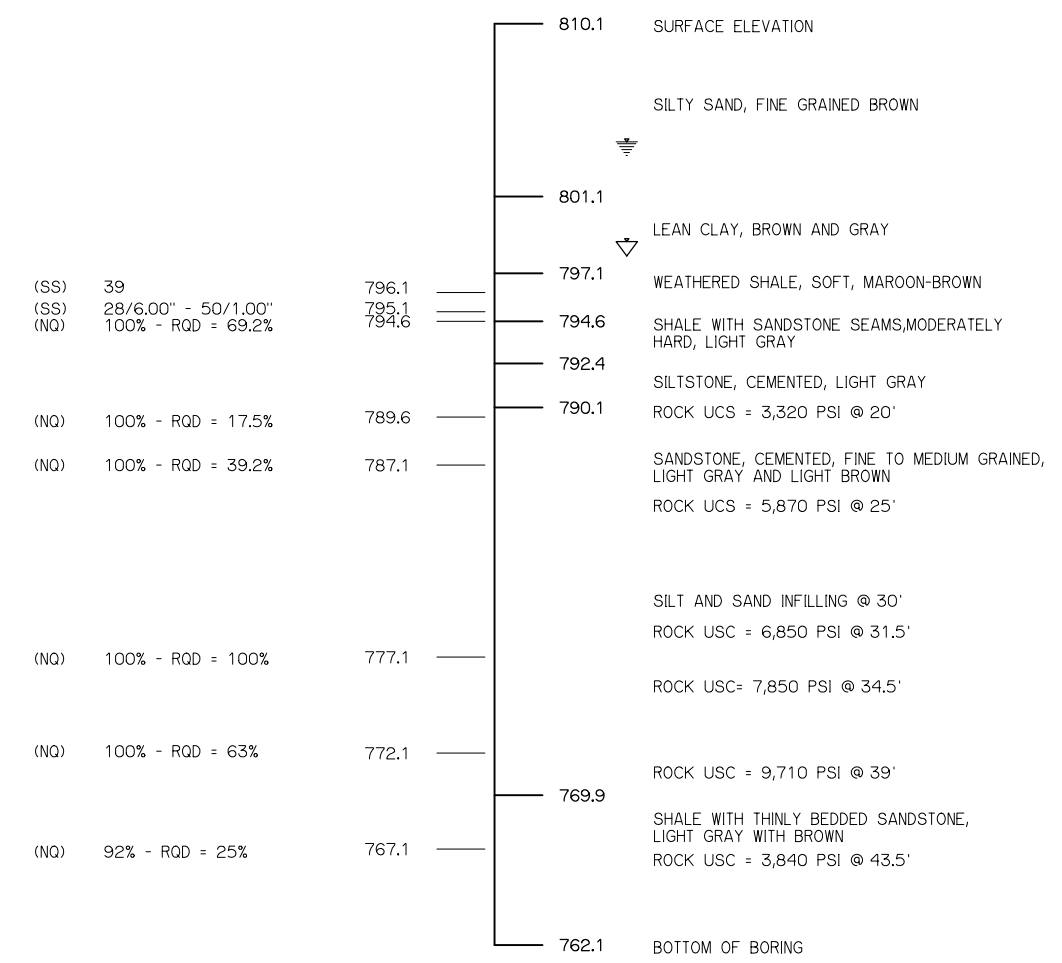 810.1 SURFACE ELEVATION
SILTY SAND, FINE GRAINED BROWN
801.1
LEAN CLAY, BROWN AND GRAY
797.1
WEATHERED SHALE, SOFT, MAROON-BROWN
(SS) 39 796.1
(SS) 28/6.00" - 50/1.00" 795.1
(NQ) 100% - RQD = 69.2% 794.6
794.6 SHALE WITH SANDSTONE SEAMS,MODERATELY
HARD, LIGHT GRAY
792.4
SILTSTONE, CEMENTED, LIGHT GRAY
790.1 ROCK UCS = 3,320 PSI @ 20'
(NQ) 100% - RQD = 17.5% 789.6
(NQ) 100% - RQD = 39.2% 787.1
SANDSTONE, CEMENTED, FINE TO MEDIUM GRAINED,
LIGHT GRAY AND LIGHT BROWN
ROCK UCS = 5,870 PSI @ 25'
SILT AND SAND INFILLING @ 30'
ROCK USC = 6,850 PSI @ 31.5'
(NQ) 100% - RQD = 100% 777.1
ROCK USC= 7,850 PSI @ 34.5'
(NQ) 100% - RQD = 63% 772.1
ROCK USC = 9,710 PSI @ 39'
769.9
SHALE WITH THINLY BEDDED SANDSTONE,
LIGHT GRAY WITH BROWN
(NQ) 92% - RQD = 25% 767.1
ROCK USC = 3,840 PSI @ 43.5'
762.1 BOTTOM OF BORING